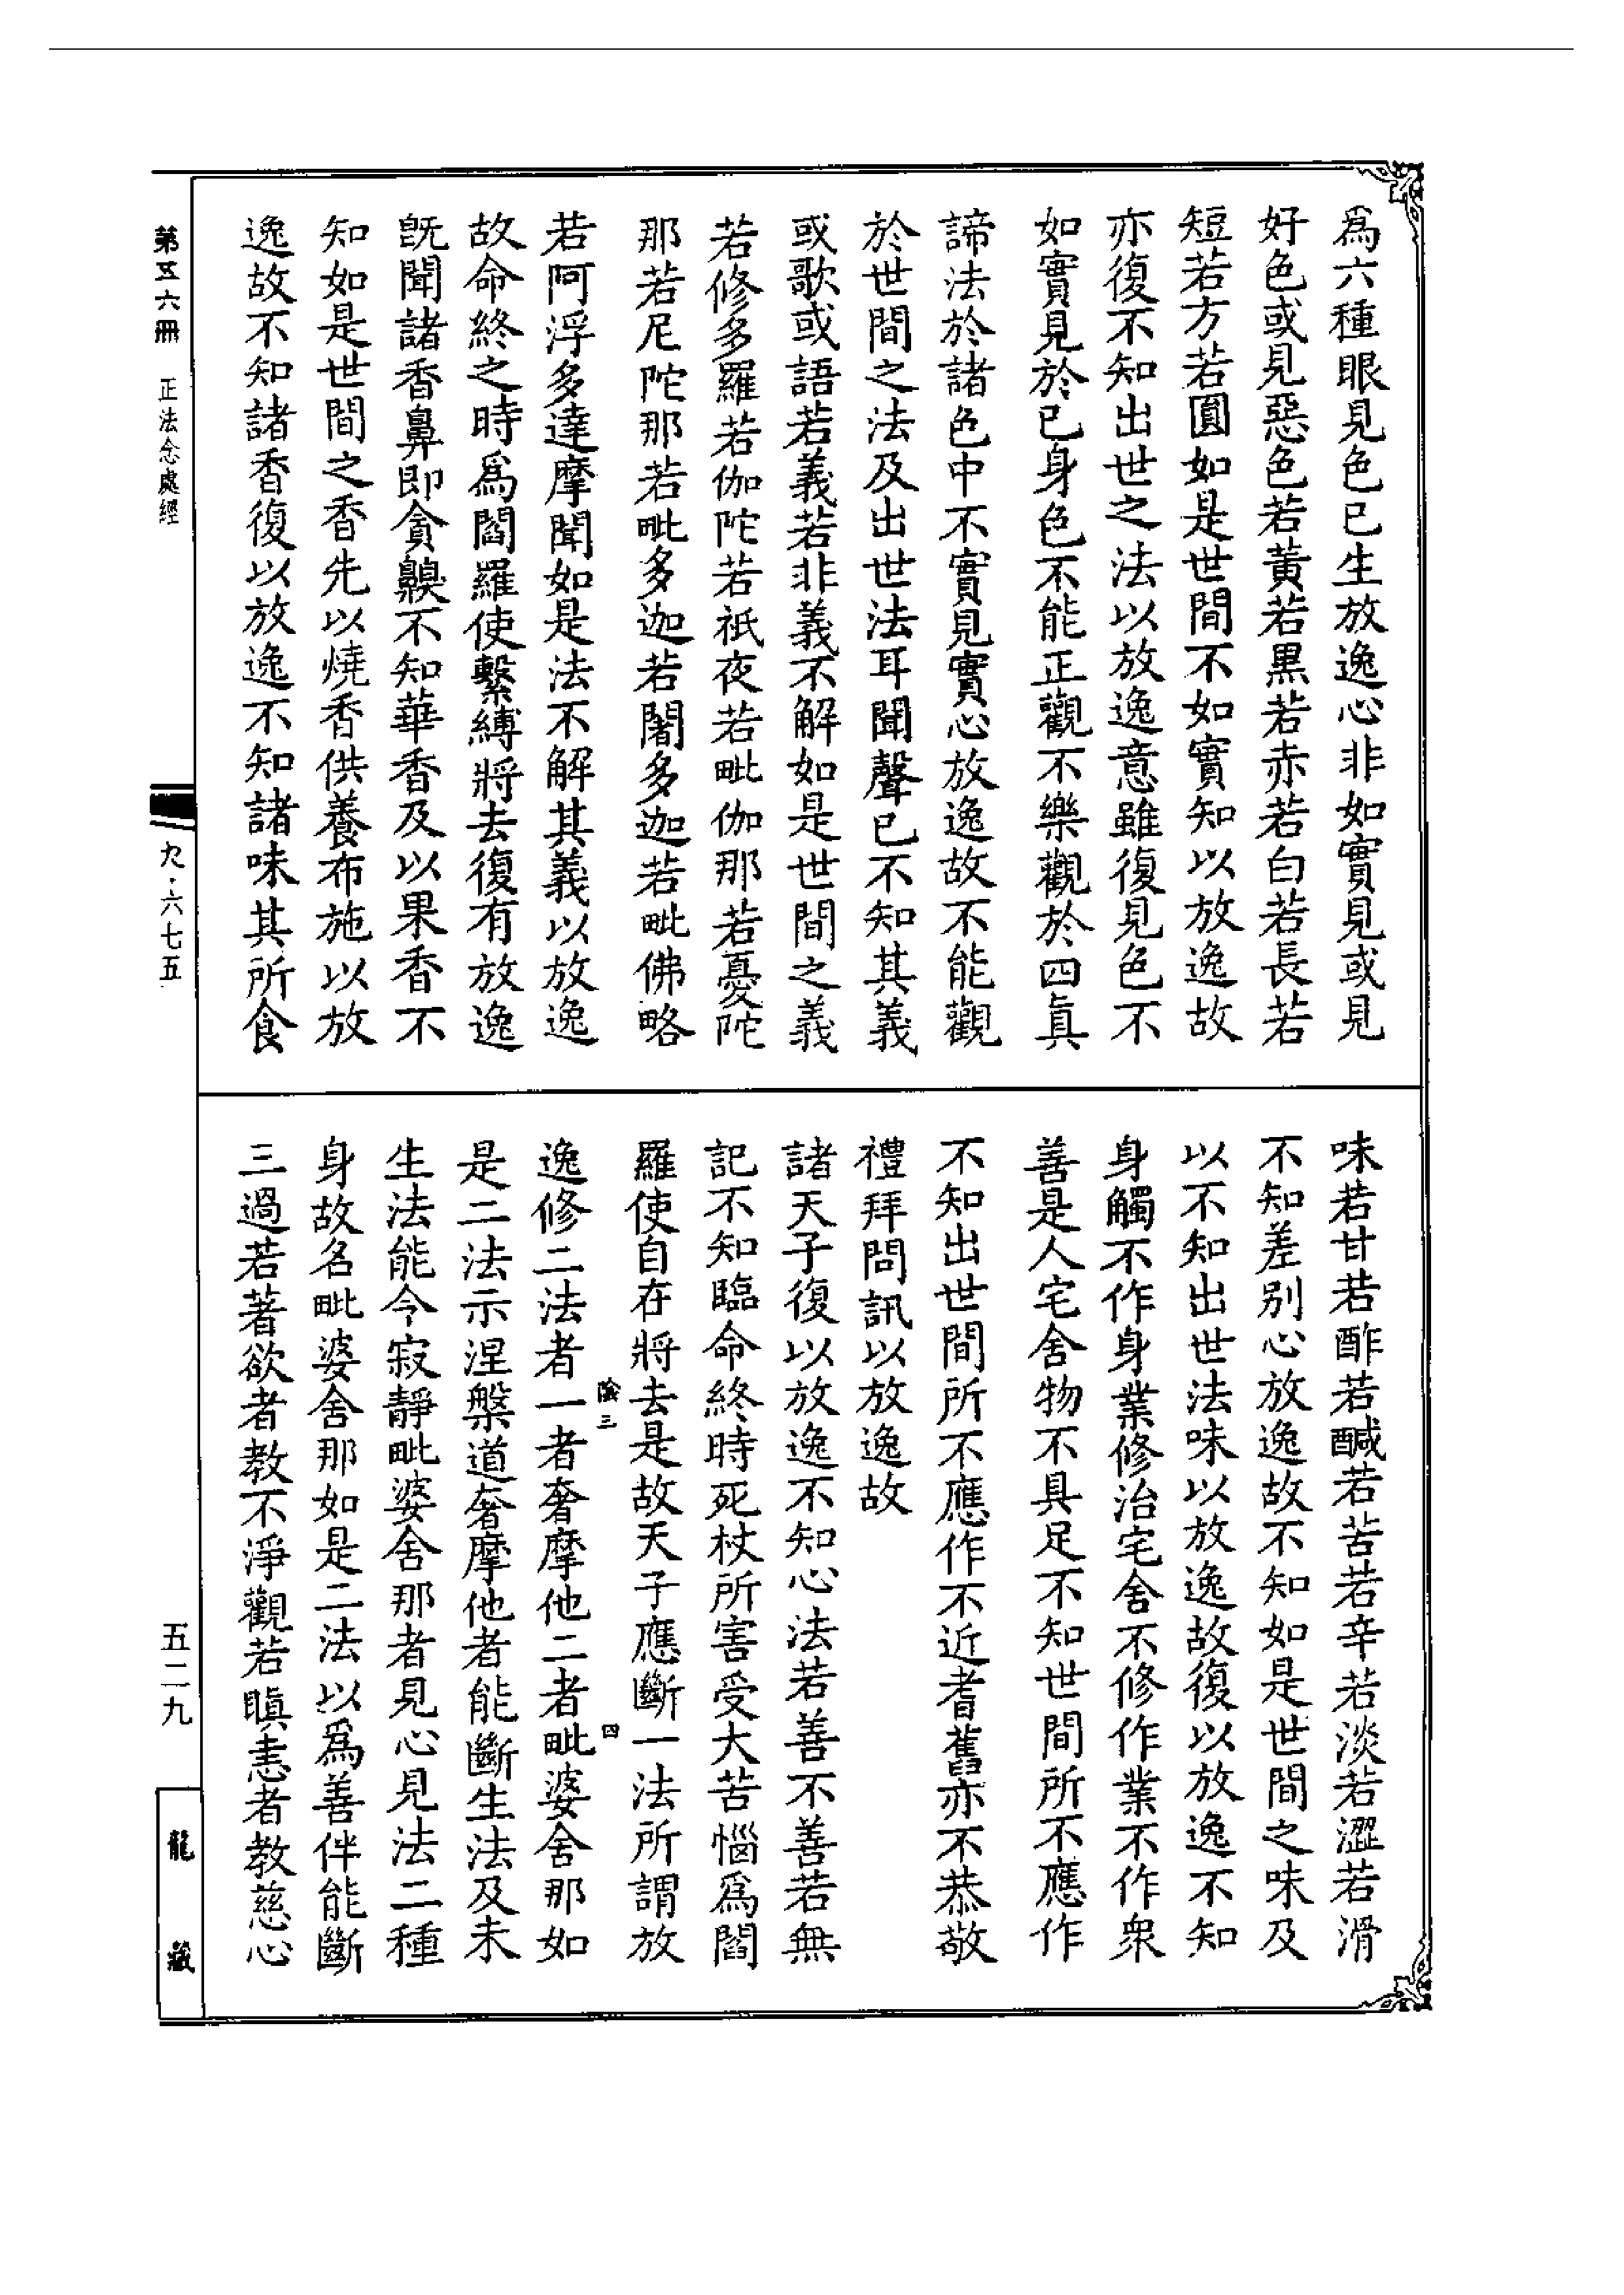 爲六種眼見色已生放逸心非如實見或見
好色或見惡色若黃若黑若赤若白若長若
短若方若圓如是世間不如實知以放逸故
亦復不知出世之法以放逸意雖復見色不
如實見於已身色不能正觀不樂觀於四眞
諦法於諸色中不實見實心放逸故不能觀
於世間之法及出世法耳聞聲已不知其義
或歌或語若義若非義不解如是世間之義
若修多羅若伽陀若祇夜若毗伽那若憂陀
那若尼陀那若毗多迦若闍多迦若毗佛略
若阿浮多達摩聞如是法不解其義以放逸
故命終之時爲閻羅使繫縛將去復有放逸
旣聞諸香鼻即貪齅不知華香及以果香不
知如是世間之香先以燒香供養布施以放
逸故不知諸香復以放逸不知諸味其所食
味若甘若酢若醎若苦若辛若淡若澀若滑
不知差別心放逸故不知如是世間之味及
以不知出世法味以放逸故復以放逸不知
身觸不作身業修治宅舍不修作業不作衆
善是人宅舍物不具足不知世間所不應作
不知出世間所不應作不近耆舊亦不恭敬
禮拜問訊以放逸故
諸天子復以放逸不知心法若善不善若無
記不知臨命終時死杖所害受大苦惱爲閻
羅使自在將去是故天子應斷一法所謂放
陰三
四
逸修二法者一者奢摩他二者毗婆舍那如
是二法示涅槃道奢摩他者能斷生法及未
生法能令寂靜毗婆舍那者見心見法二種
身故名毗婆舍那如是二法以爲善伴能斷
三過若著欲者教不淨觀若瞋恚者教慈心
第五六冊 正法念處經
九·六七五
五二九
龍藏